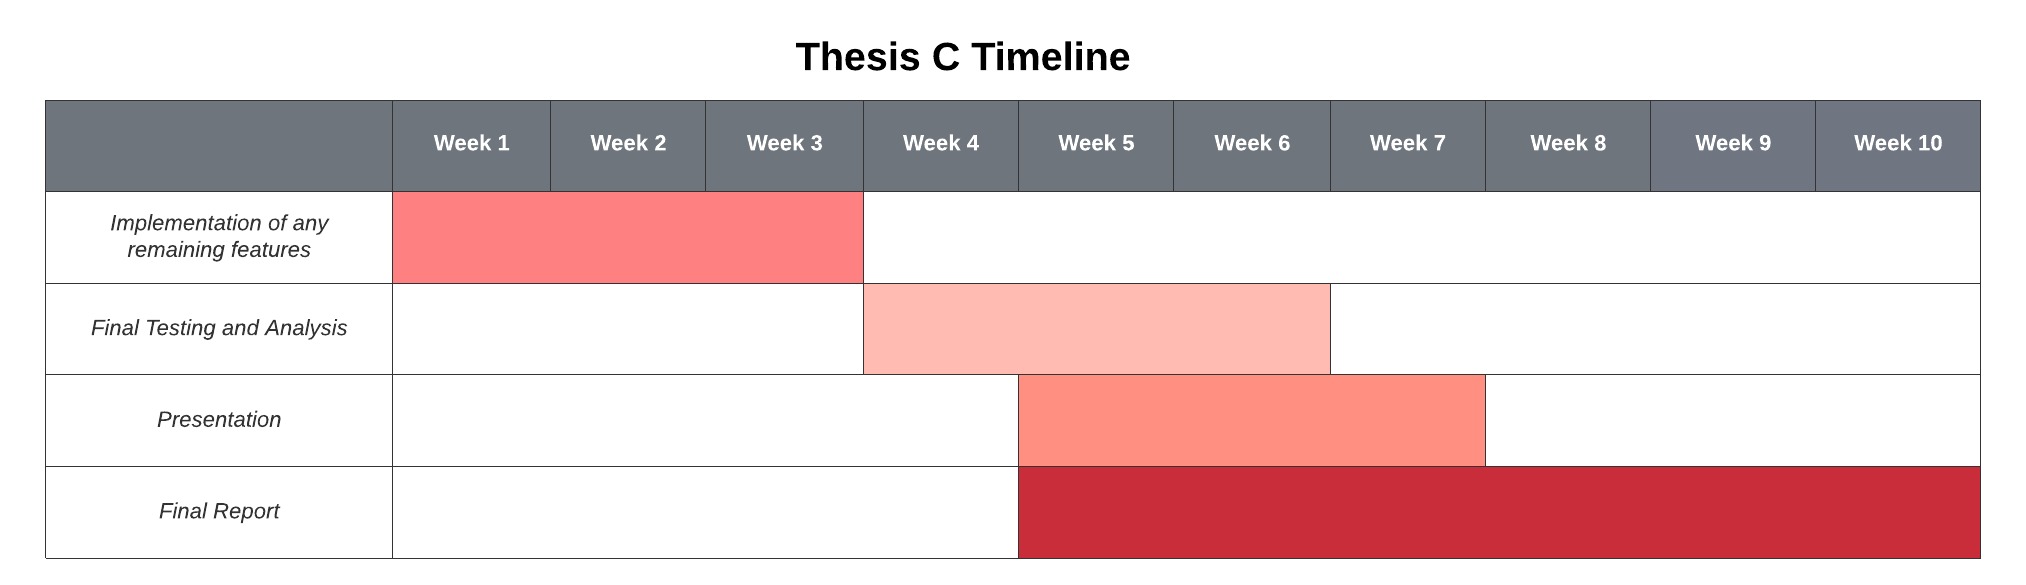 Thesis C Timeline
Week 1 Week 2 Week 3 Week 4 Week 5 Week 6 Week 7 Week 8 Week 9 Week 10
Implementation of any
remaining features
Final Testing and Analysis
Presentation
Final Report